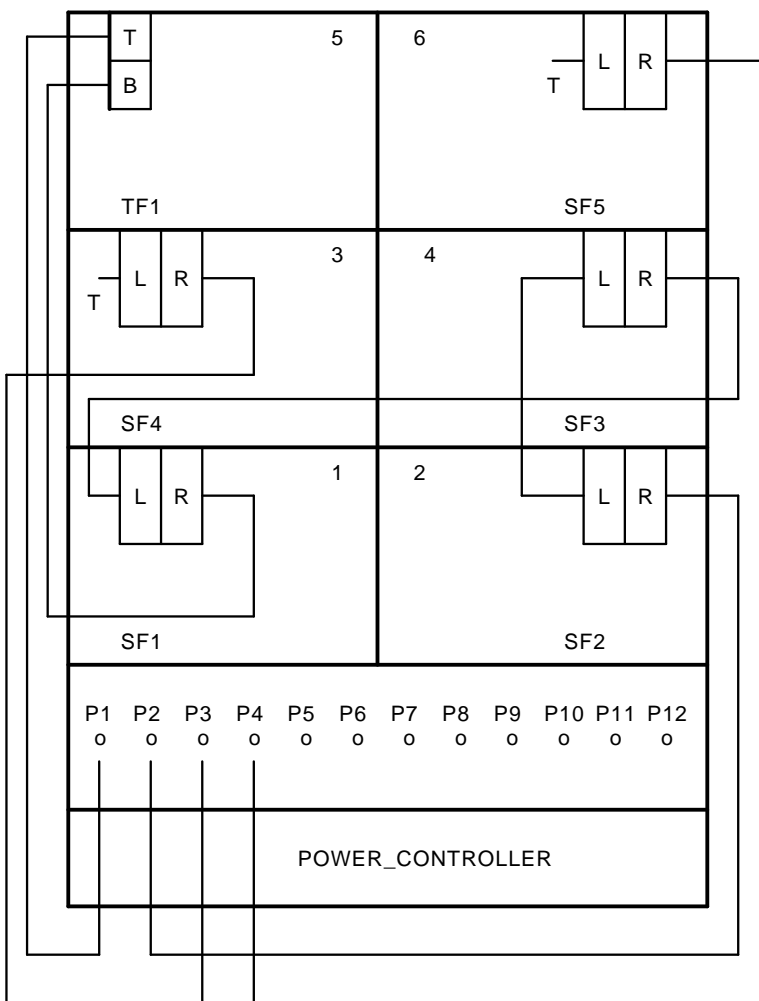 T 5 6 L R
B T
TF1 SF5
3 4
L R L R
T
SF4 SF3
1 2
L R L R
SF1 SF2
P1 P2 P3 P4 P5 P6 P7 P8 P9 P10 P11 P12
o o o o o o o o o o o o
POWER_CONTROLLER